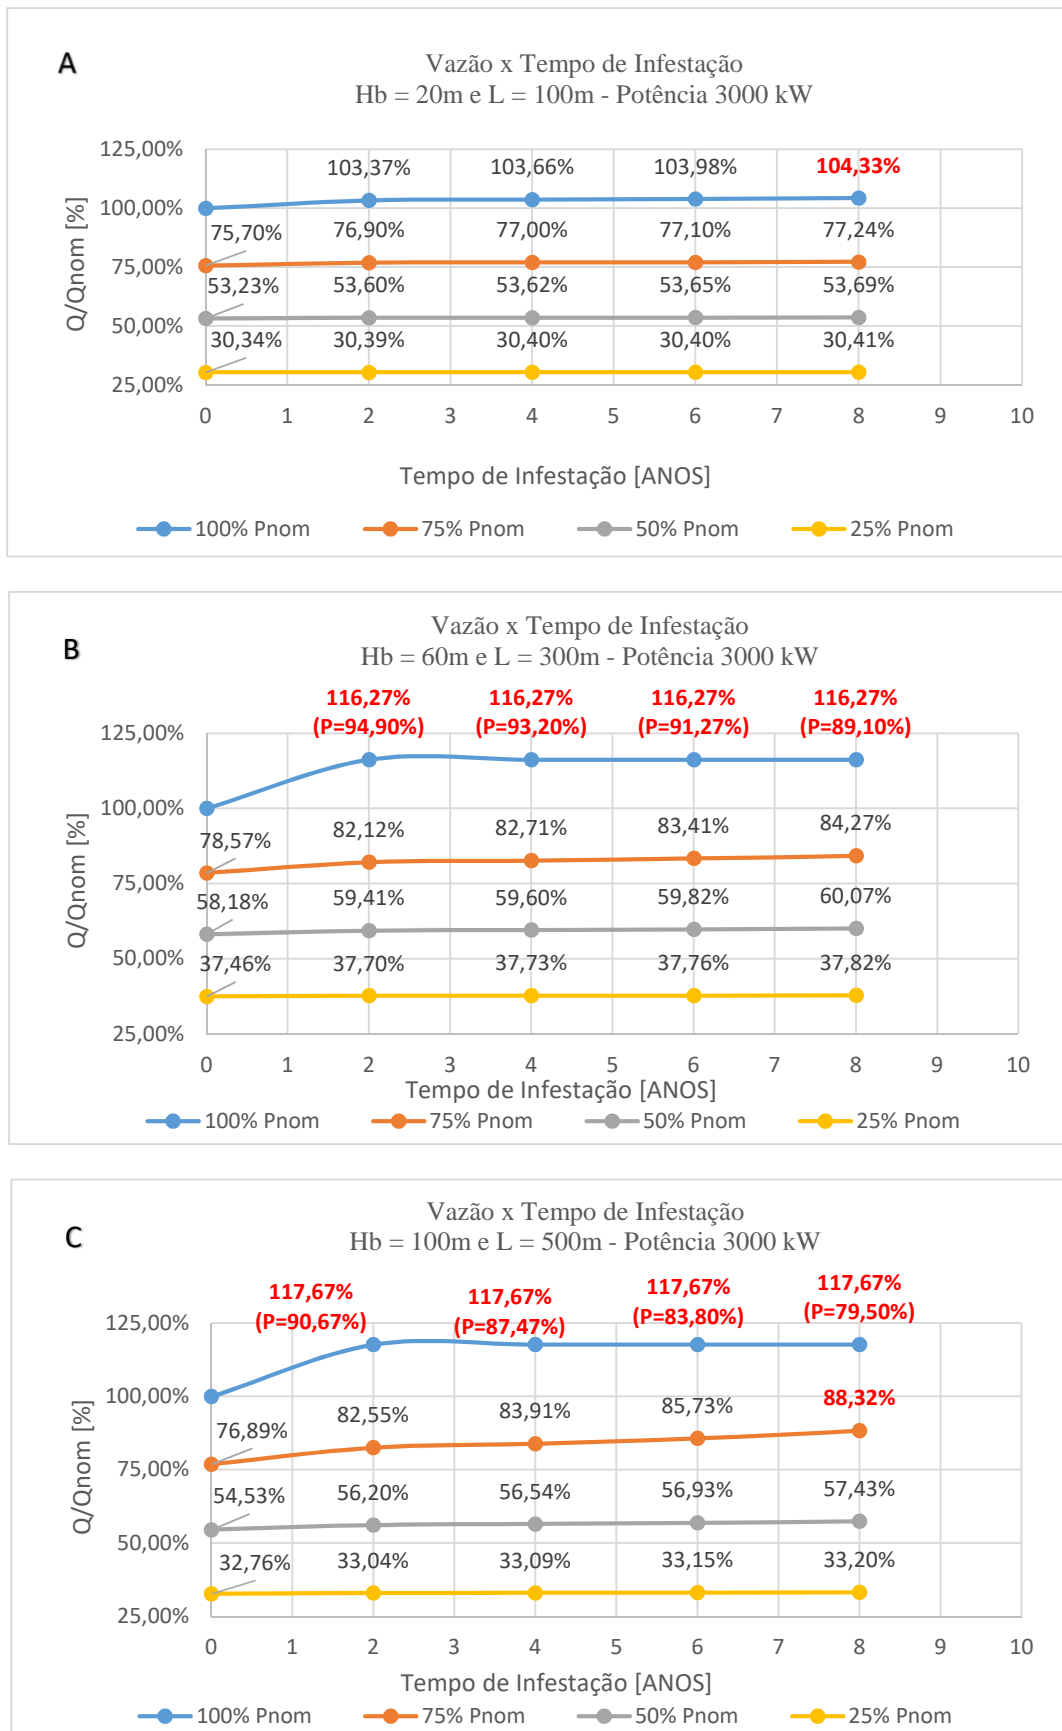 A
Vazão x Tempo de Infestação
Hb = 20m e L = 100m - Potência 3000 kW
Q/Qnom [%]
125,00%
100,00%
75,00%
50,00%
25,00%
103,37% 103,66% 103,98% 104,33%
75,70% 76,90% 77,00% 77,10% 77,24%
53,23% 53,60% 53,62% 53,65% 53,69%
30,34% 30,39% 30,40% 30,40% 30,41%
0 1 2 3 4 5 6 7 8 9 10
Tempo de Infestação [ANOS]
100% Pnom 75% Pnom 50% Pnom 25% Pnom
B
Vazão x Tempo de Infestação
Hb = 60m e L = 300m - Potência 3000 kW
Q/Qnom [%]
125,00%
100,00%
75,00%
50,00%
25,00%
116,27% 116,27% 116,27% 116,27%
(P=94,90%) (P=93,20%) (P=91,27%) (P=89,10%)
78,57% 82,12% 82,71% 83,41% 84,27%
58,18% 59,41% 59,60% 59,82% 60,07%
37,46% 37,70% 37,73% 37,76% 37,82%
0 1 2 3 4 5 6 7 8 9 10
Tempo de Infestação [ANOS]
100% Pnom 75% Pnom 50% Pnom 25% Pnom
C
Vazão x Tempo de Infestação
Hb = 100m e L = 500m - Potência 3000 kW
Q/Qnom [%]
125,00%
100,00%
75,00%
50,00%
25,00%
117,67% 117,67% 117,67% 117,67%
(P=90,67%) (P=87,47%) (P=83,80%) (P=79,50%)
76,89% 82,55% 83,91% 85,73% 88,32%
54,53% 56,20% 56,54% 56,93% 57,43%
32,76% 33,04% 33,09% 33,15% 33,20%
0 1 2 3 4 5 6 7 8 9 10
Tempo de Infestação [ANOS]
100% Pnom 75% Pnom 50% Pnom 25% Pnom